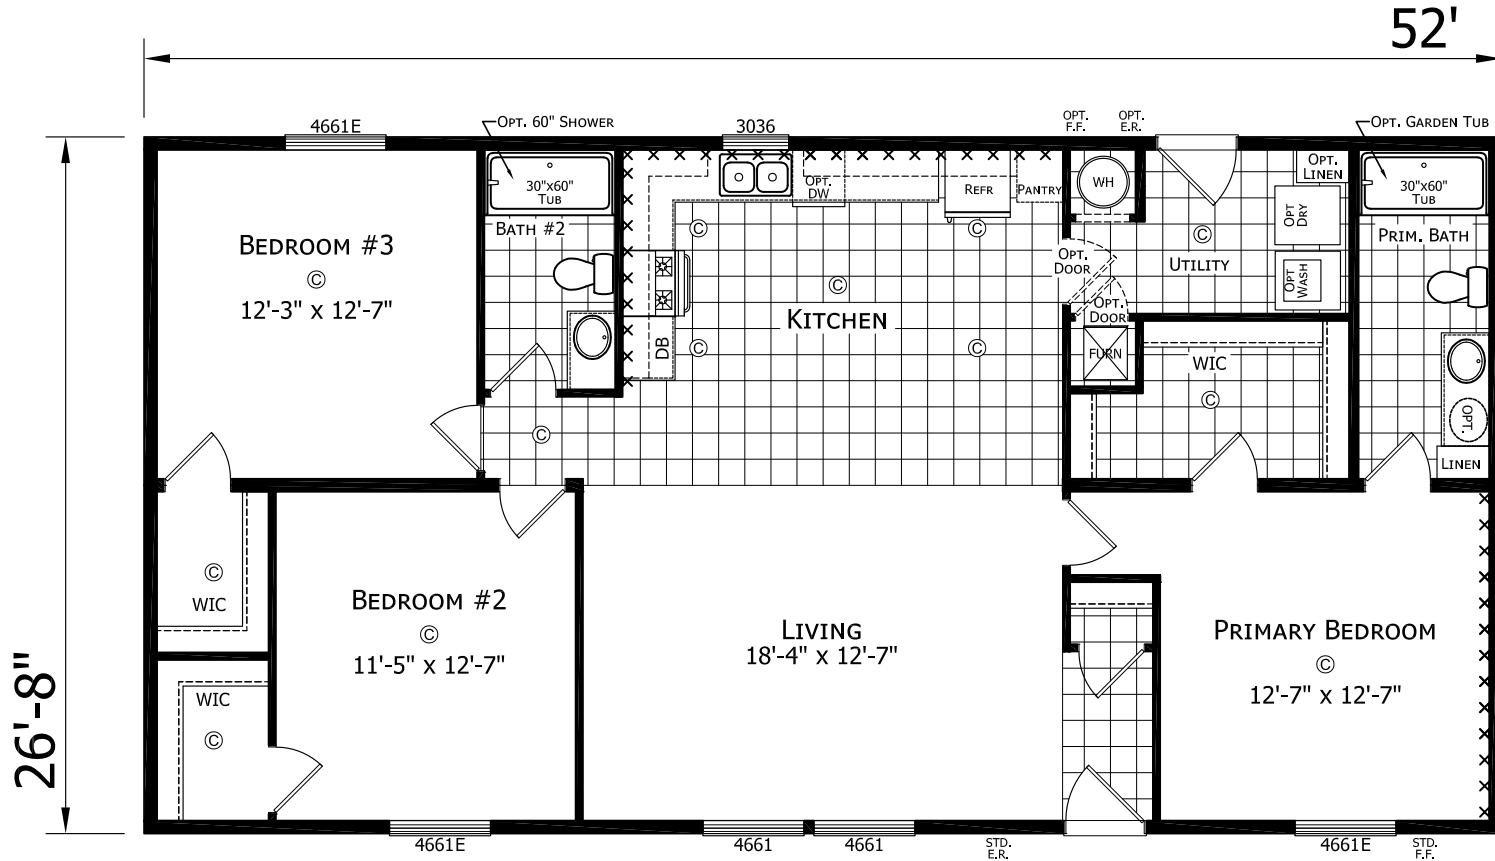 52'
OPT.
F.F.
OPT.
E.R.
4661E
OPT. 60" SHOWER
3036
OPT. GARDEN TUB
30"X60"
TUB
BATH #2
OPT.
DW
REFR
PANTRY
WH
OPT.
LINEN
OPT
DRY
30"X60"
TUB
PRIM. BATH
BEDROOM #3
©
12'-3" x 12'-7"
©
©
©
©
KITCHEN
©
©
DB
OPT.
DOOR
©
UTILITY
OPT
WASH
OPT.
DOOR
FURN
WIC
©
OPT.
LINEN
©
©
WIC
BEDROOM #2
©
11'-5" x 12'-7"
LIVING
18'-4" x 12'-7"
PRIMARY BEDROOM
©
12'-7" x 12'-7"
WIC
©
26'-8"
4661E
4661
4661
STD.
E.R.
4661E
STD.
F.F.